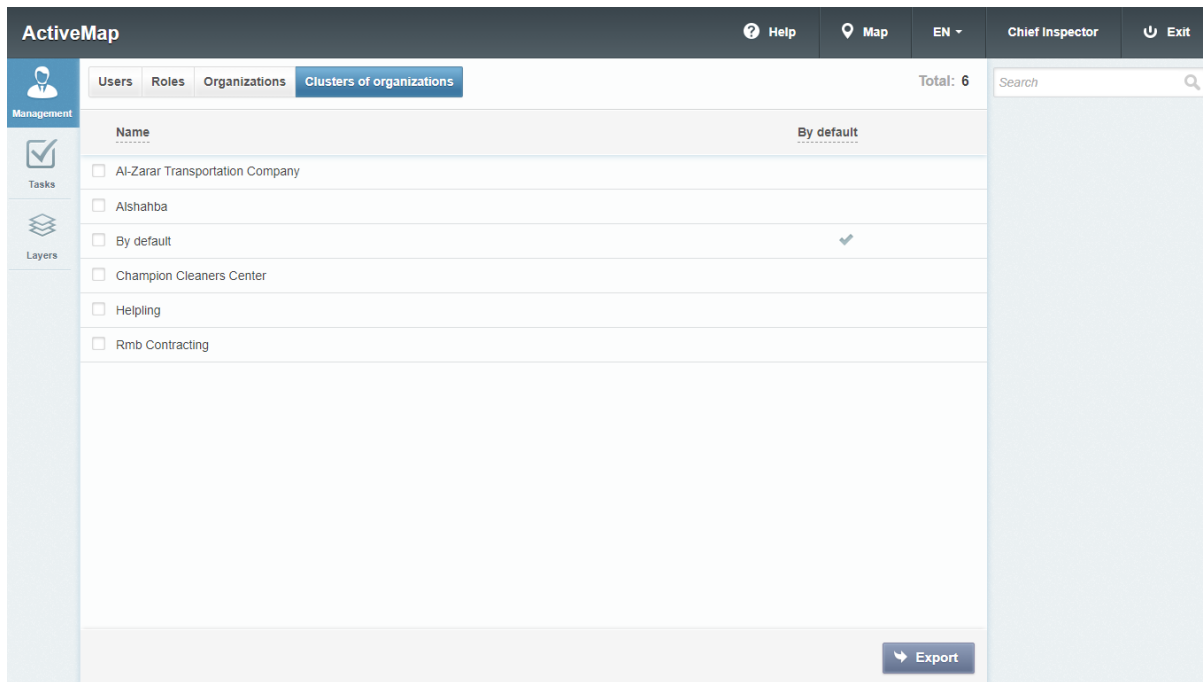 ActiveMap Help Map EN Chief Inspector Exit
Management
Tasks
Layers
Users Roles Organizations Clusters of organizations Total: 6
Search
Name By default
Al-Zarar Transportation Company
Alshahba
By default
Champion Cleaners Center
Helpling
Rmb Contracting
Export